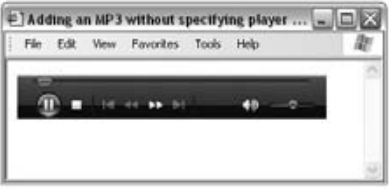 Adding an MP3 without specifying player ...
File Edit View Favorites Tools Help